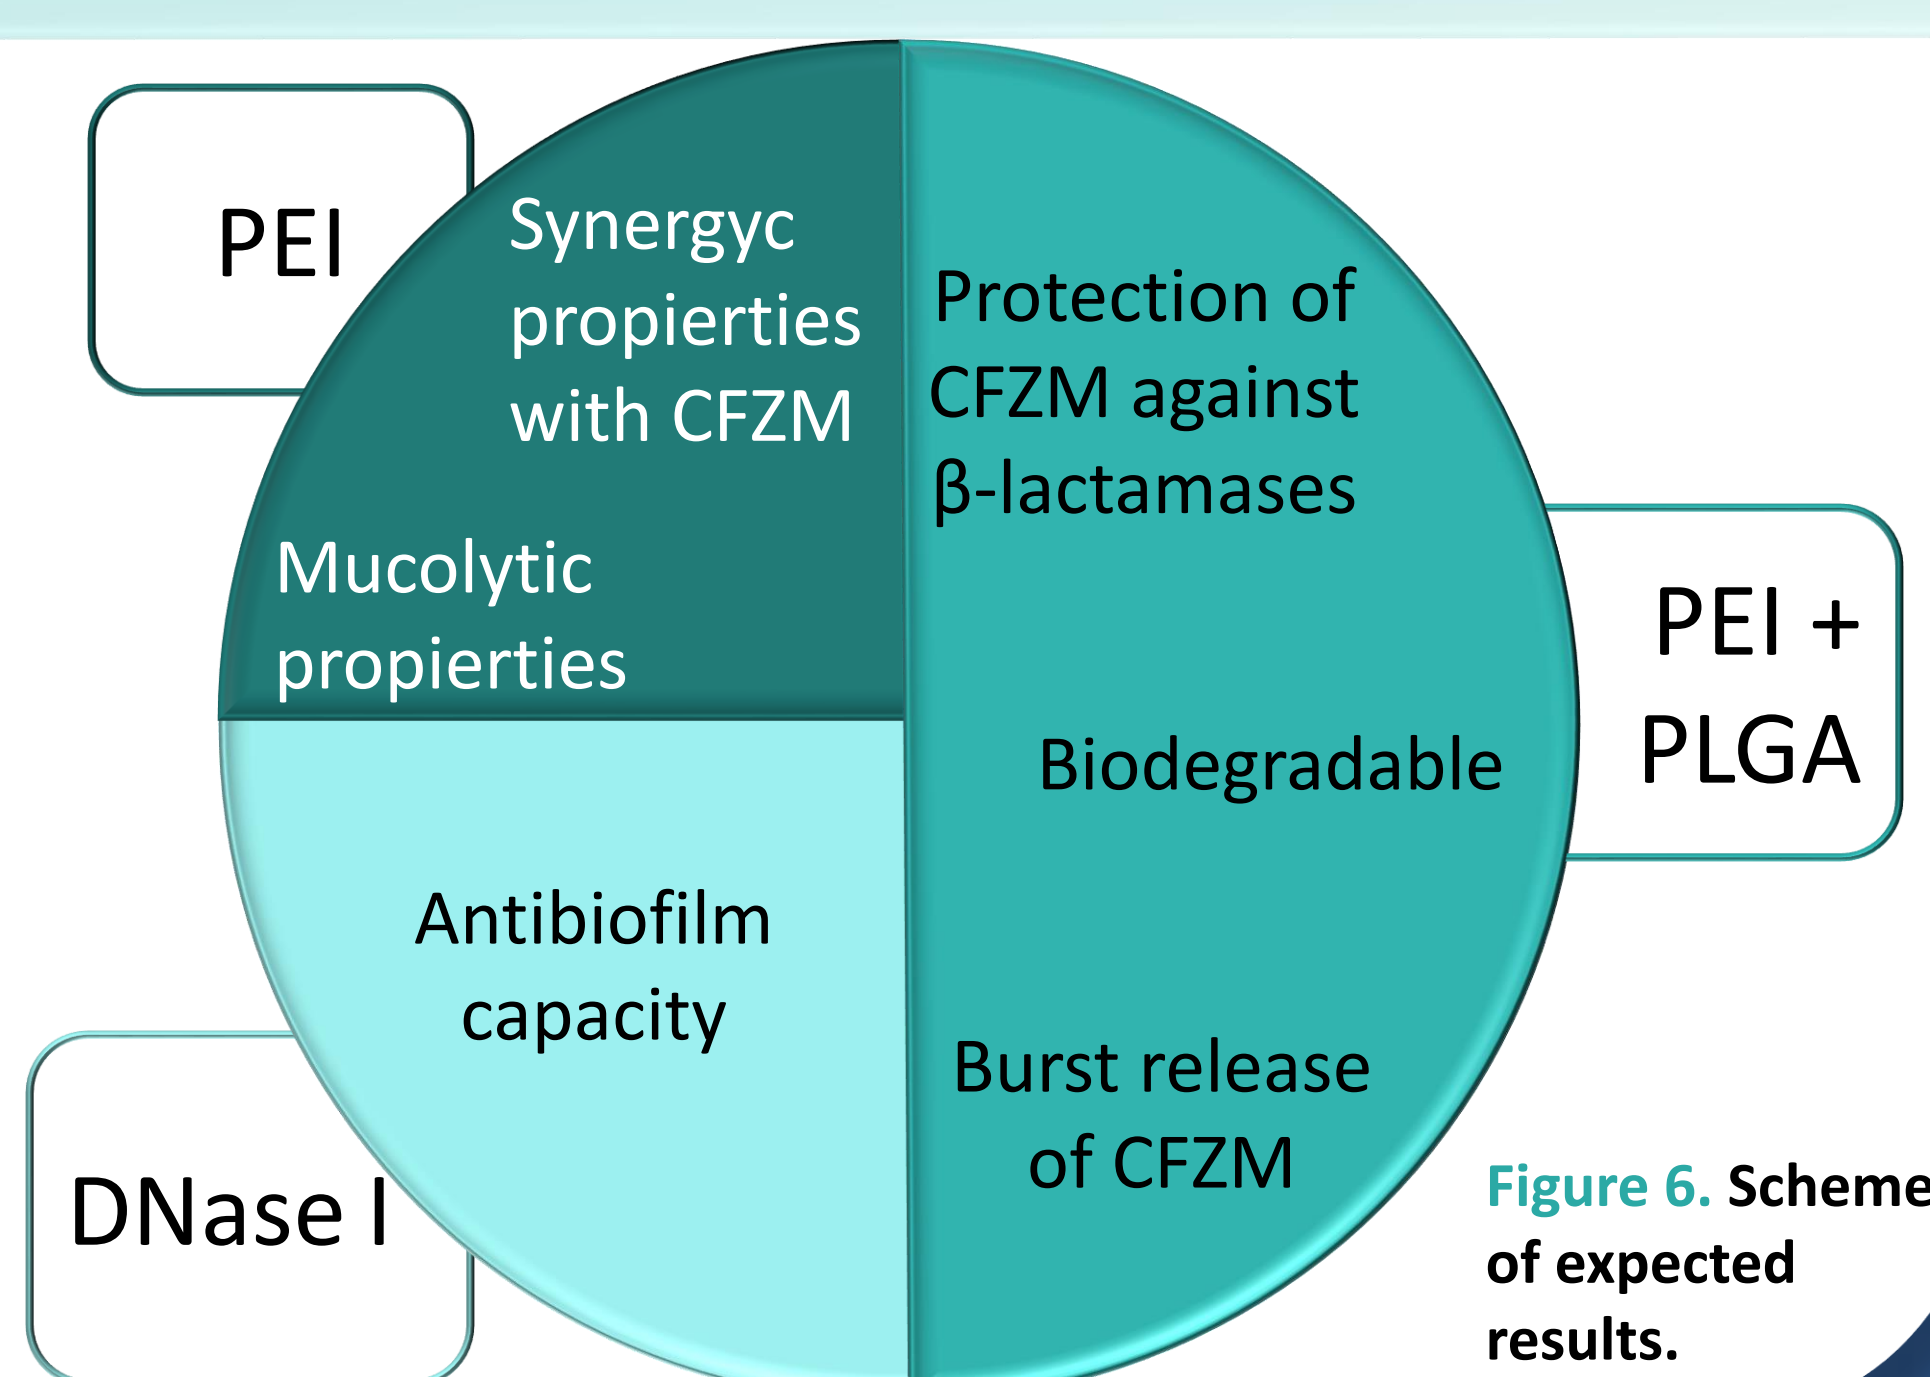 PEI
Synergyc
propierties
with CFZM
Mucolytic
propierties
Protection of
CFZM against
β-lactamases
Biodegradable
Burst release
of CFZM
PEI +
PLGA
Antibiofilm
capacity
DNase I
Figure 6. Scheme
of expected
results.